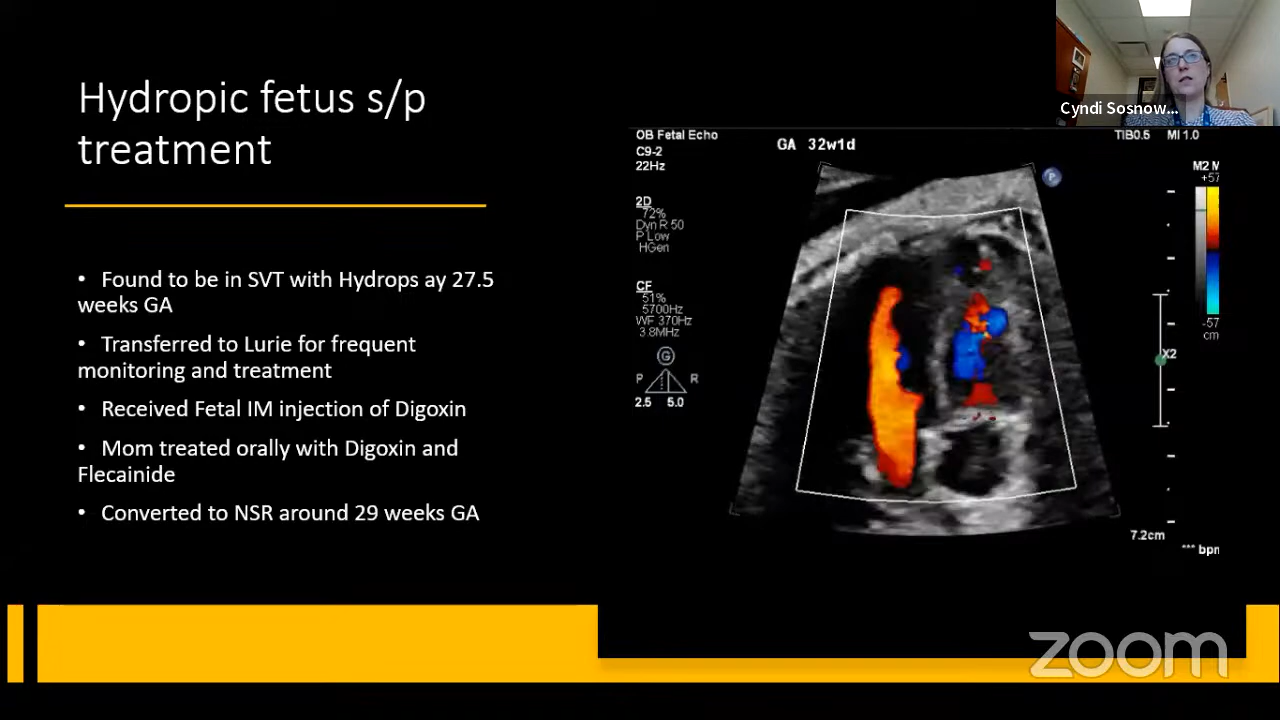 Hydropic fetus s/p
treatment
• Found to be in SVT with Hydrops ay 27.5
weeks GA
• Transferred to Lurie for frequent
monitoring and treatment
• Received Fetal IM injection of Digoxin
• Mom treated orally with Digoxin and
Flecainide
• Converted to NSR around 29 weeks GA
Cyndi Sosnow...
OB Fetal Echo
C9-2
22Hz
GA 32w1d
TIB0.5 MI 1.0
2D
72%
Dyn R 50
P Low
HGen
CF
51%
5700Hz
WF 370Hz
3.8MHz
G
P R
2.5 5.0
P
M2 M
+57
-57
cm
X2
7.2cm
*** bpm
zoom